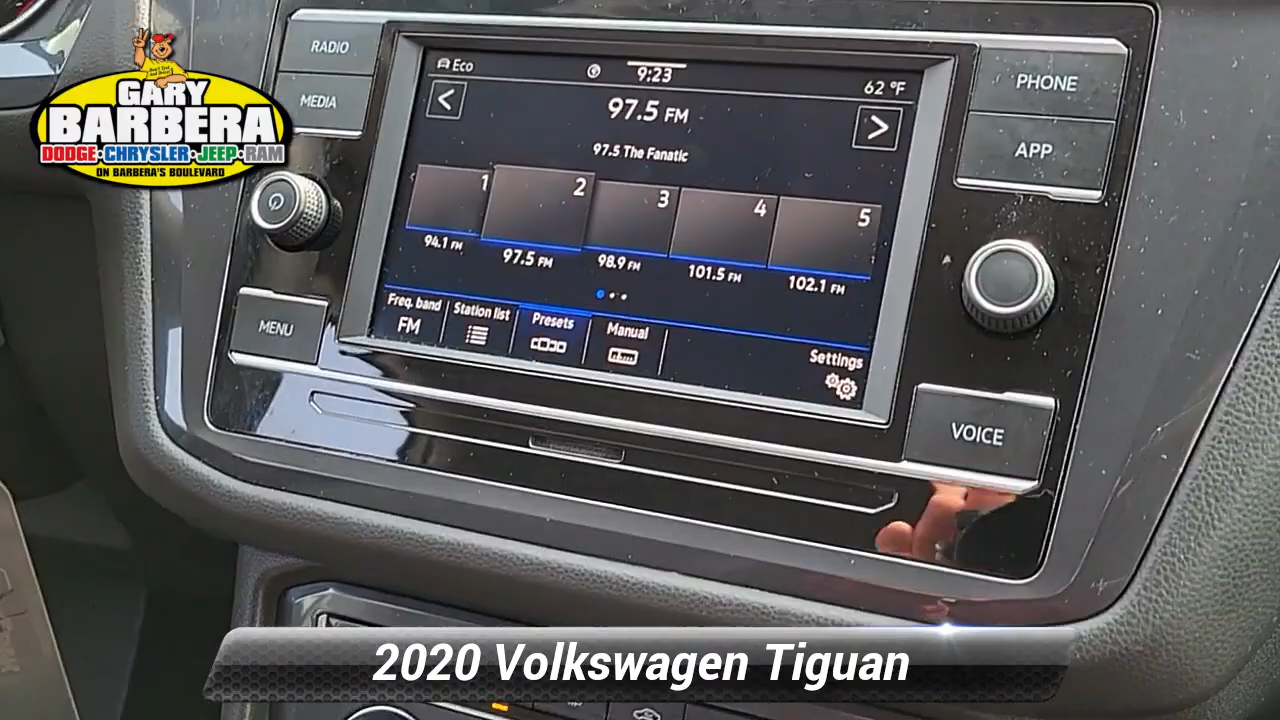 RADIO
MEDIA
MENU
Eco
9:23
62 °F
<
97.5 FM
>
97.5 The Fanatic
1 2 3 4 5
94.1 FM 97.5 FM 98.9 FM 101.5 FM 102.1 FM
Freq. band Station list Presets Manual
FM
Settings
PHONE
APP
VOICE
GARY
BARBERA
DODGE • CHRYSLER • JEEP • RAM
ON BARBERA'S BOULEVARD
2020 Volkswagen Tiguan